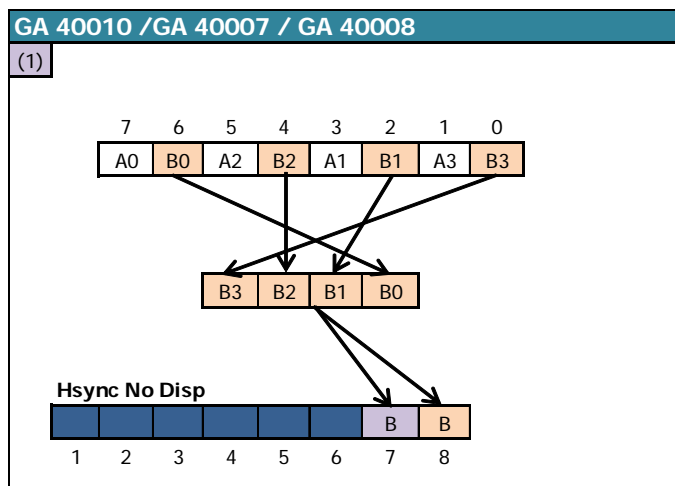 GA 40010 /GA 40007 / GA 40008
(1)
7 6 5 4 3 2 1 0
A0 B0 A2 B2 A1 B1 A3 B3
B3 B2 B1 B0
Hsync No Disp
B B
1 2 3 4 5 6 7 8